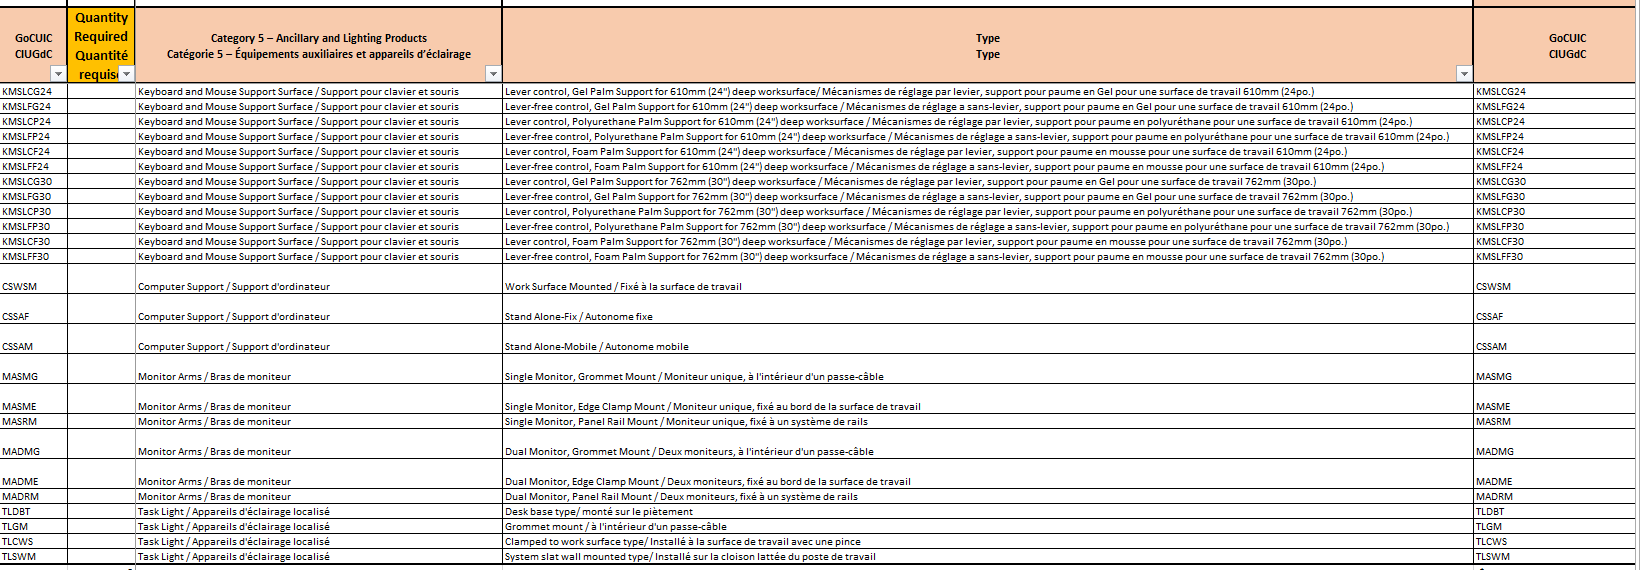 GoCUIC
CIUGdC
Quantity
Required
Quantité
requis
Category 5 – Ancillary and Lighting Products
Catégorie 5 – Équipements auxiliaires et appareils d'éclairage
Type
Type
GoCUIC
CIUGdC
KMSLCG24 Keyboard and Mouse Support Surface / Support pour clavier et souris Lever control, Gel Palm Support for 610mm (24") deep worksurface/ Mécanismes de réglage par levier, support pour paume en Gel pour une surface de travail 610mm (24po.) KMSLCG24
KMSLFG24 Keyboard and Mouse Support Surface / Support pour clavier et souris Lever-free control, Gel Palm Support for 610mm (24") deep worksurface / Mécanismes de réglage a sans-levier, support pour paume en Gel pour une surface de travail 610mm (24po.) KMSLFG24
KMSLCP24 Keyboard and Mouse Support Surface / Support pour clavier et souris Lever control, Polyurethane Palm Support for 610mm (24") deep worksurface / Mécanismes de réglage par levier, support pour paume en polyuréthane pour une surface de travail 610mm (24po.) KMSLCP24
KMSLFP24 Keyboard and Mouse Support Surface / Support pour clavier et souris Lever-free control, Polyurethane Palm Support for 610mm (24") deep worksurface / Mécanismes de réglage a sans-levier, support pour paume en polyuréthane pour une surface de travail 610mm (24po.) KMSLFP24
KMSLCF24 Keyboard and Mouse Support Surface / Support pour clavier et souris Lever control, Foam Palm Support for 610mm (24") deep worksurface / Mécanismes de réglage par levier, support pour paume en mousse pour une surface de travail 610mm (24po.) KMSLCF24
KMSLFF24 Keyboard and Mouse Support Surface / Support pour clavier et souris Lever-free control, Foam Palm Support for 610mm (24") deep worksurface / Mécanismes de réglage a sans-levier, support pour paume en mousse pour une surface de travail 610mm (24po.) KMSLFF24
KMSLCG30 Keyboard and Mouse Support Surface / Support pour clavier et souris Lever control, Gel Palm Support for 762mm (30") deep worksurface / Mécanismes de réglage par levier, support pour paume en Gel pour une surface de travail 762mm (30po.) KMSLCG30
KMSLFG30 Keyboard and Mouse Support Surface / Support pour clavier et souris Lever-free control, Gel Palm Support for 762mm (30") deep worksurface / Mécanismes de réglage a sans-levier, support pour paume en Gel pour une surface de travail 762mm (30po.) KMSLFG30
KMSLCP30 Keyboard and Mouse Support Surface / Support pour clavier et souris Lever control, Polyurethane Palm Support for 762mm (30") deep worksurface / Mécanismes de réglage par levier, support pour paume en polyuréthane pour une surface de travail 762mm (30po.) KMSLCP30
KMSLFP30 Keyboard and Mouse Support Surface / Support pour clavier et souris Lever-free control, Polyurethane Palm Support for 762mm (30") deep worksurface / Mécanismes de réglage a sans-levier, support pour paume en polyuréthane pour une surface de travail 762mm (30po.) KMSLFP30
KMSLCF30 Keyboard and Mouse Support Surface / Support pour clavier et souris Lever control, Foam Palm Support for 762mm (30") deep worksurface / Mécanismes de réglage par levier, support pour paume en mousse pour une surface de travail 762mm (30po.) KMSLCF30
KMSLFF30 Keyboard and Mouse Support Surface / Support pour clavier et souris Lever-free control, Foam Palm Support for 762mm (30") deep worksurface / Mécanismes de réglage a sans-levier, support pour paume en mousse pour une surface de travail 762mm (30po.) KMSLFF30
CSWSM Computer Support / Support d'ordinateur Work Surface Mounted / Fixé à la surface de travail CSWSM
CSSAF Computer Support / Support d'ordinateur Stand Alone-Fix / Autonome fixe CSSAF
CSSAM Computer Support / Support d'ordinateur Stand Alone-Mobile / Autonome mobile CSSAM
MASMG Monitor Arms / Bras de moniteur Single Monitor, Grommet Mount / Moniteur unique, à l'intérieur d'un passe-câble MASMG
MASME Monitor Arms / Bras de moniteur Single Monitor, Edge Clamp Mount / Moniteur unique, fixé au bord de la surface de travail MASME
MASRM Monitor Arms / Bras de moniteur Single Monitor, Panel Rail Mount / Moniteur unique, fixé à un système de rails MASRM
MADMG Monitor Arms / Bras de moniteur Dual Monitor, Grommet Mount / Deux moniteurs, à l'intérieur d'un passe-câble MADMG
MADME Monitor Arms / Bras de moniteur Dual Monitor, Edge Clamp Mount / Deux moniteurs, fixé au bord de la surface de travail MADME
MADRM Monitor Arms / Bras de moniteur Dual Monitor, Panel Rail Mount / Deux moniteurs, fixé à un système de rails MADRM
TLDBT Task Light / Appareils d'éclairage localisé Desk base type/ monté sur le piètement TLDBT
TLGM Task Light / Appareils d'éclairage localisé Grommet mount / à l'intérieur d'un passe-câble TLGM
TLCWS Task Light / Appareils d'éclairage localisé Clamped to work surface type/ Installé à la surface de travail avec une pince TLCWS
TLSWM Task Light / Appareils d'éclairage localisé System slat wall mounted type/ Installé sur la cloison lattée du poste de travail TLSWM